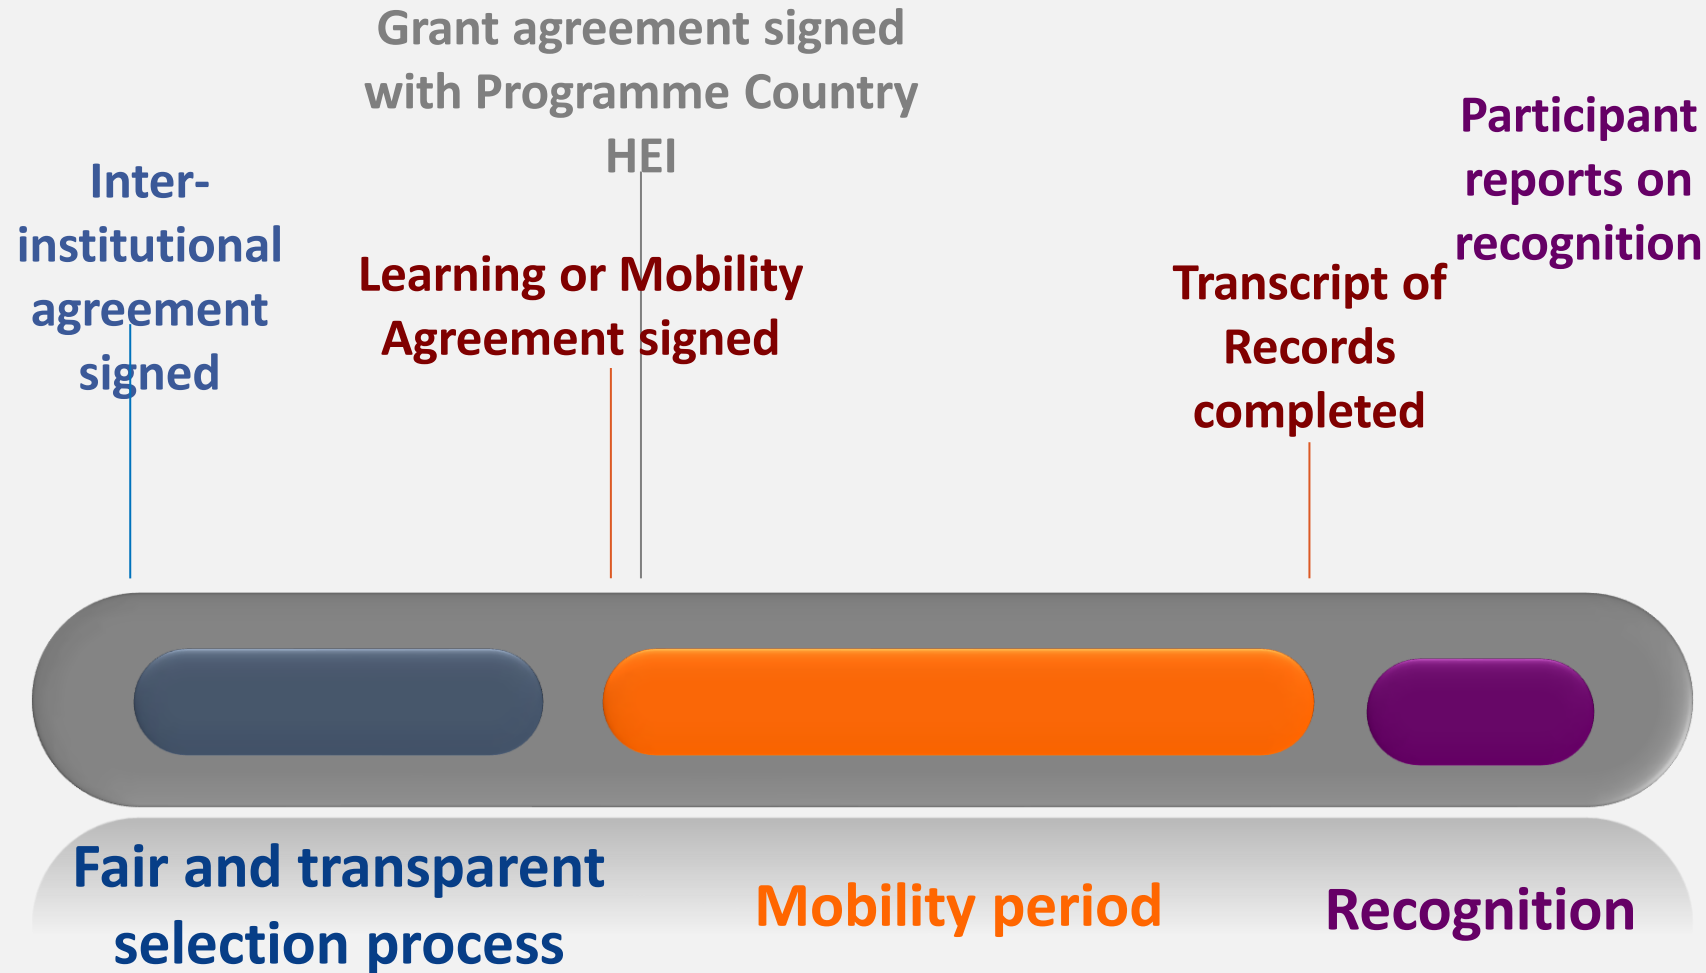 Grant agreement signed
with Programme Country
HEI
Inter-
institutional
agreement
signed
Learning or Mobility
Agreement signed
Transcript of
Records
completed
Participant
reports on
recognition
Fair and transparent
selection process
Mobility period
Recognition